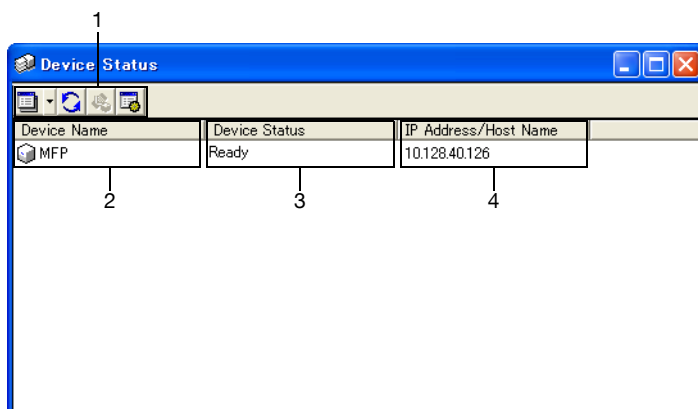 1
Device Status
Device Name Device Status IP Address/Host Name
MFP Ready 10.128.40.126
2 3 4